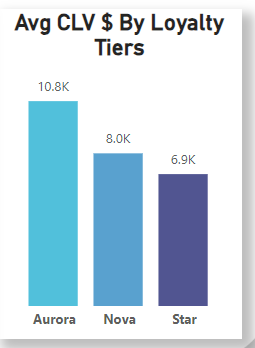 Avg CLV $ By Loyalty
Tiers
10.8K
8.0K
6.9K
Aurora Nova Star